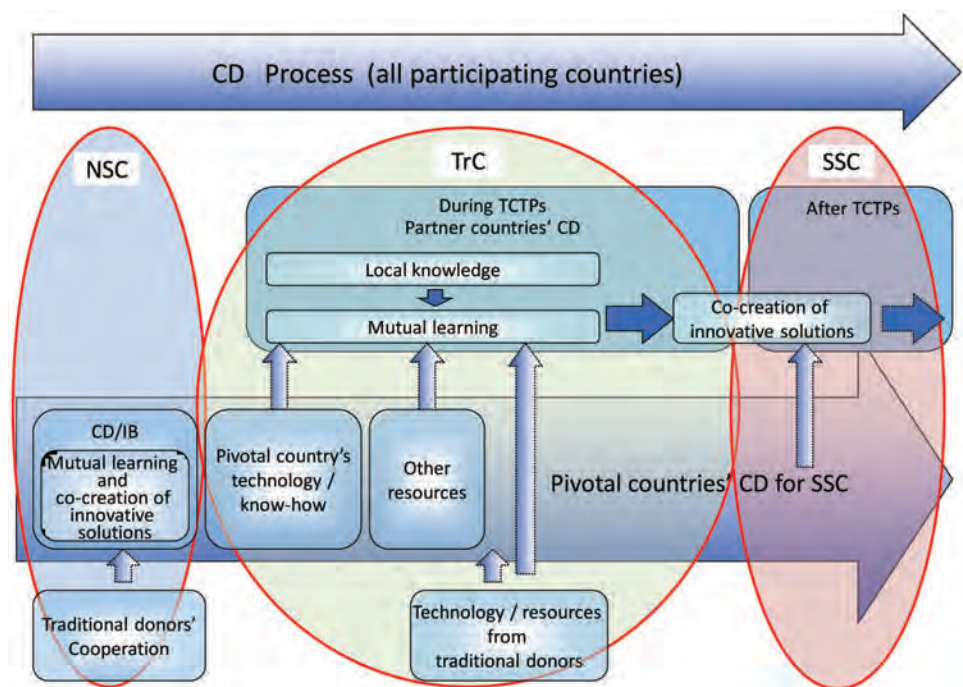 CD Process (all participating countries)
NSC
TrC
SSC
During TCTPs
Partner countries' CD
After TCTPs
Local knowledge
Mutual learning
Co-creation of
innovative solutions
CD/IB
Mutual learning
and
co-creation of
innovative
solutions
Pivotal country's
technology /
know-how
Other
resources
Pivotal countries' CD for SSC
Traditional donors'
Cooperation
Technology / resources
from
traditional donors